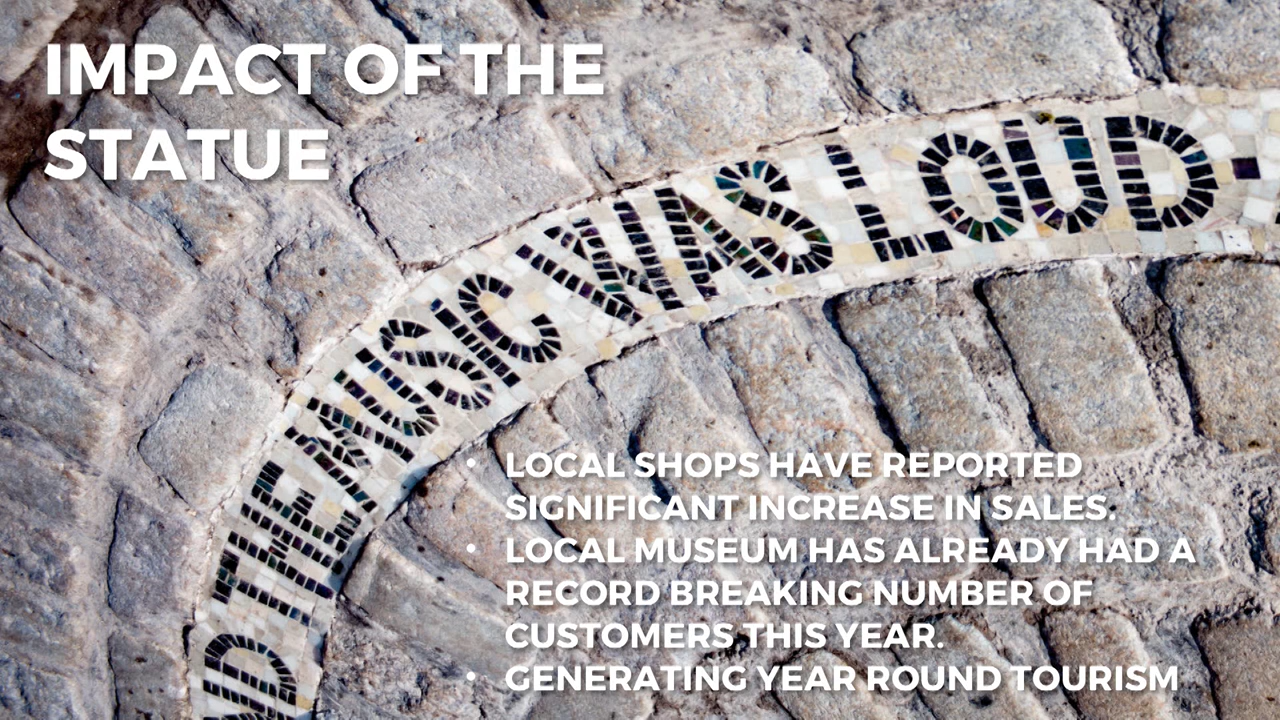 IMPACT OF THE
STATUE
THE MUSIC WAS LOUD
• LOCAL SHOPS HAVE REPORTED
SIGNIFICANT INCREASE IN SALES.
• LOCAL MUSEUM HAS ALREADY HAD A
RECORD BREAKING NUMBER OF
CUSTOMERS THIS YEAR.
• GENERATING YEAR ROUND TOURISM